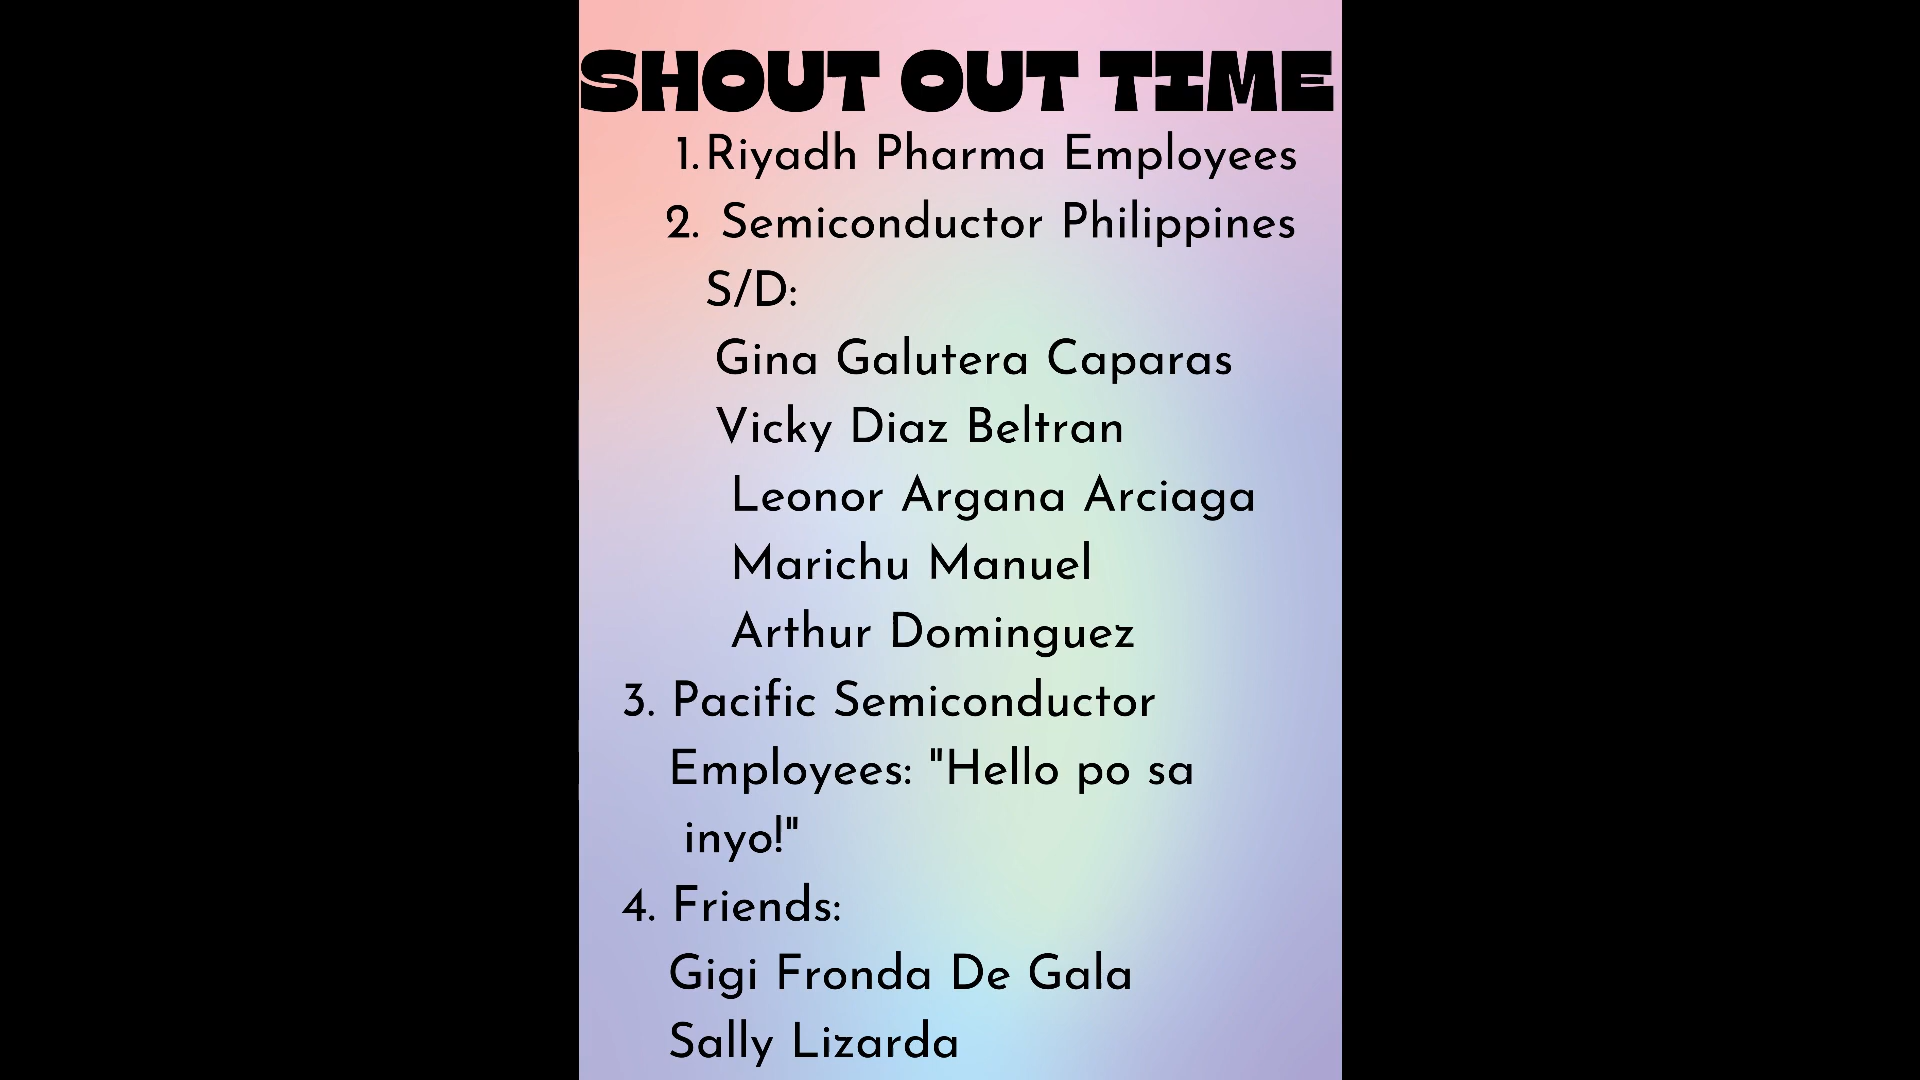 SHOUT OUT TIME
1. Riyadh Pharma Employees
2. Semiconductor Philippines
S/D:
Gina Galutera Caparas
Vicky Diaz Beltran
Leonor Argana Arciaga
Marichu Manuel
Arthur Dominguez
3. Pacific Semiconductor
Employees: "Hello po sa
inyo!"
4. Friends:
Gigi Fronda De Gala
Sally Lizarda